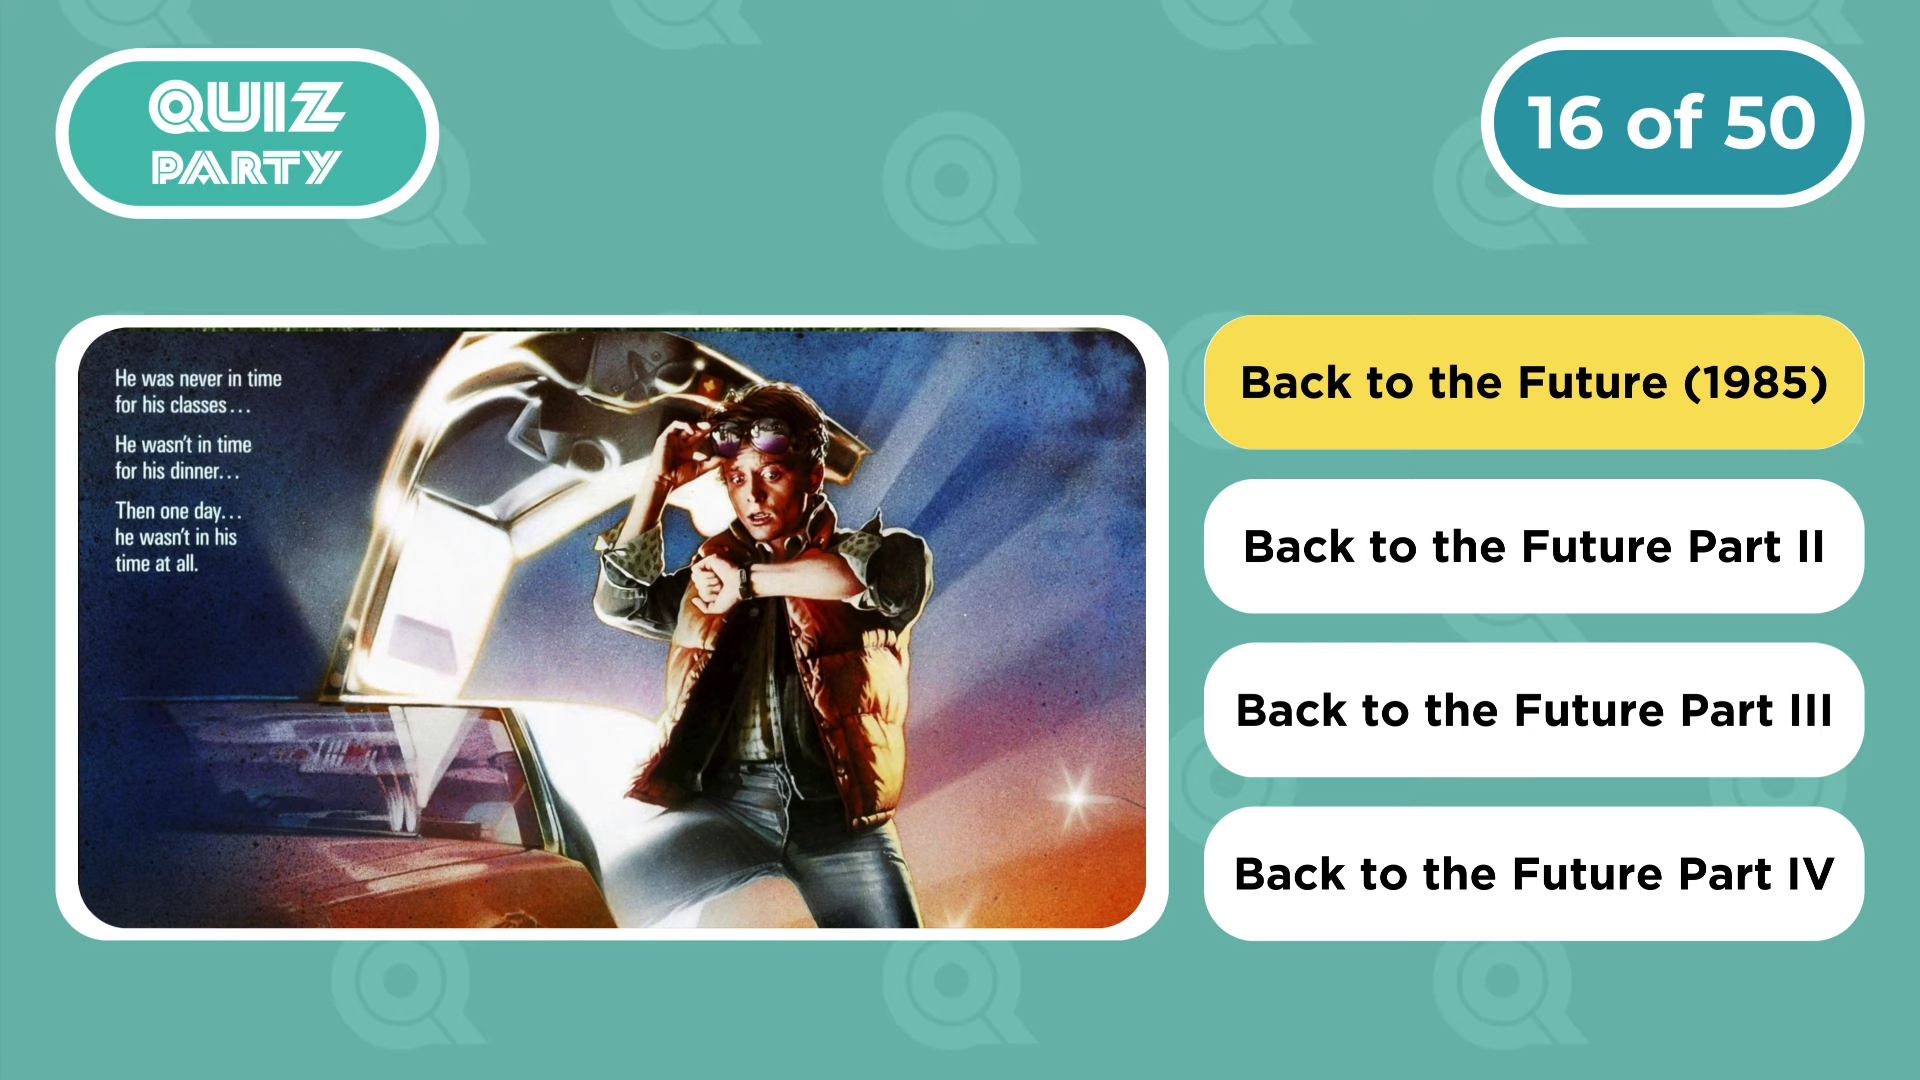 QUIZ
PARTY
16 of 50
He was never in time
for his classes...
He wasn't in time
for his dinner...
Then one day...
he wasn't in his
time at all.
Back to the Future (1985)
Back to the Future Part II
Back to the Future Part III
Back to the Future Part IV